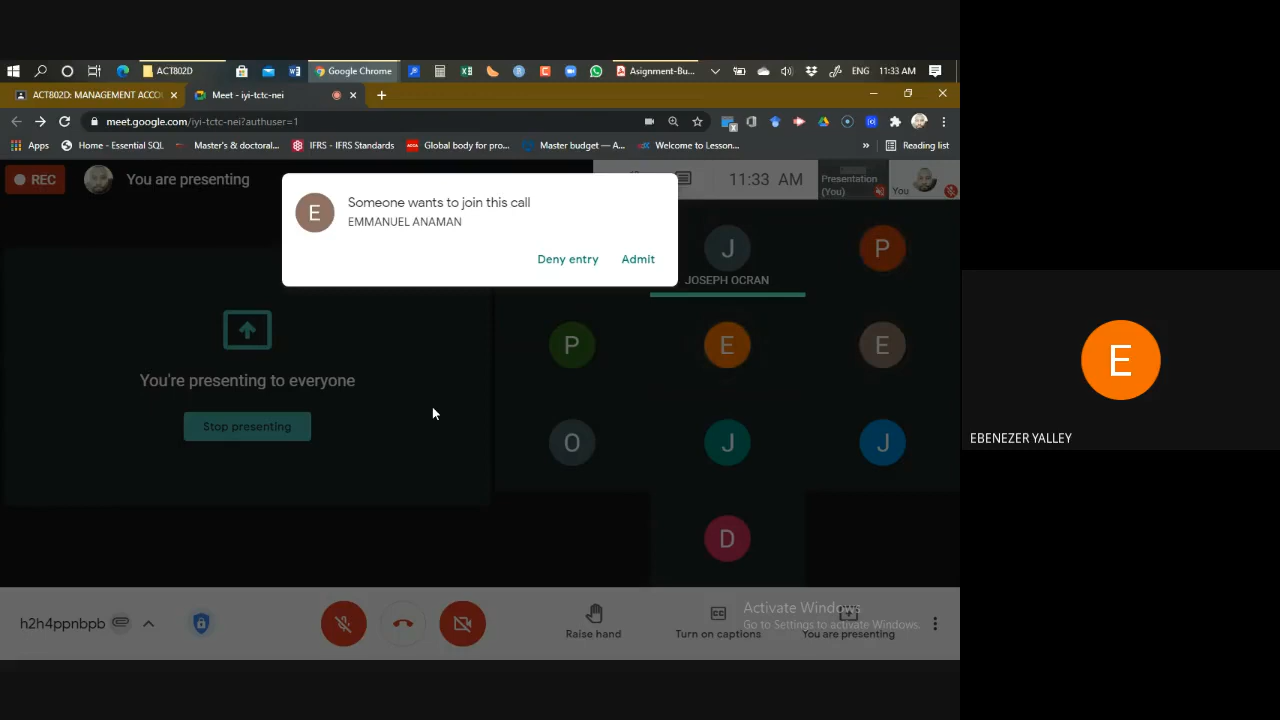 ACT802D
Google Chrome
Asignment-Bu...
ENG
11:33 AM
ACT802D: MANAGEMENT ACCO
Meet - iyi-tctc-nei
meet.google.com/iyi-tctc-nei?authuser=1
Apps
Home - Essential SQL
Master's & doctoral...
IFRS - IFRS Standards
ACCA
Global body for pro...
Master budget — A...
Welcome to Lesson...
»
Reading list
REC
You are presenting
11:33 AM
Presentation
(You)
You
E
Someone wants to join this call
EMMANUEL ANAMAN
Deny entry
Admit
J
JOSEPH OCRAN
P
You're presenting to everyone
Stop presenting
P
E
E
O
J
J
D
E
EBENEZER YALLEY
h2h4ppnbpb
Raise hand
Turn on captions
You are presenting
Activate Windows
Go to Settings to activate Windows.